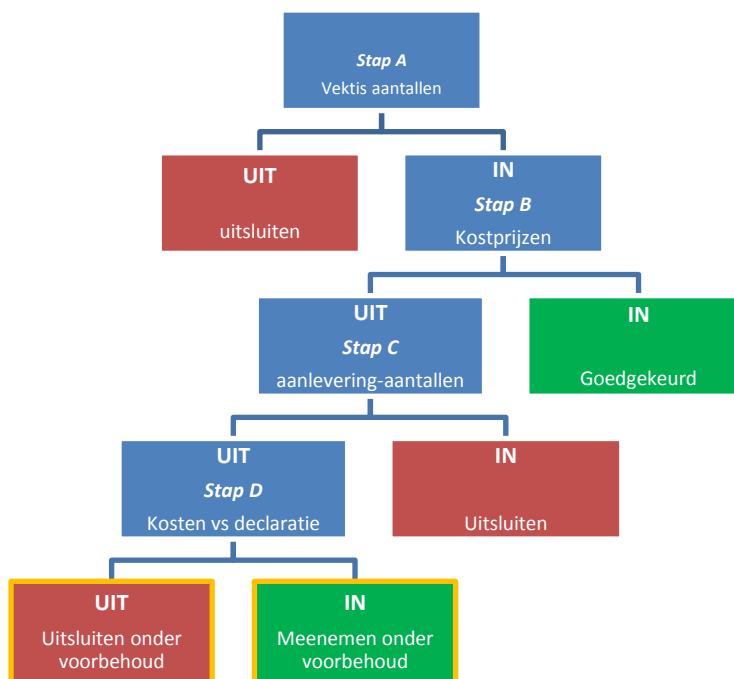 Stap A
Vektis aantallen
UIT
uitsluiten
IN
Stap B
Kostprijzen
UIT
Stap C
aanlevering-aantallen
IN
Goedgekeurd
UIT
Stap D
Kosten vs declaratie
IN
Uitsluiten
UIT
Uitsluiten onder
voorbehoud
IN
Meenemen onder
voorbehoud